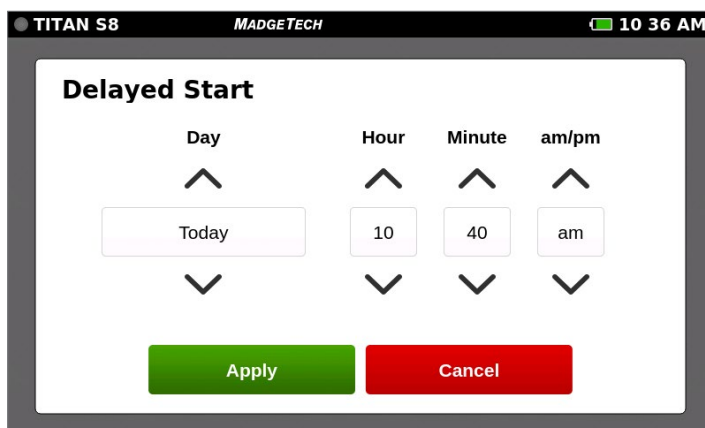 TITAN S8 MADGETECH 10 36 AM
Delayed Start
Day Hour Minute am/pm
Today 10 40 am
Apply Cancel